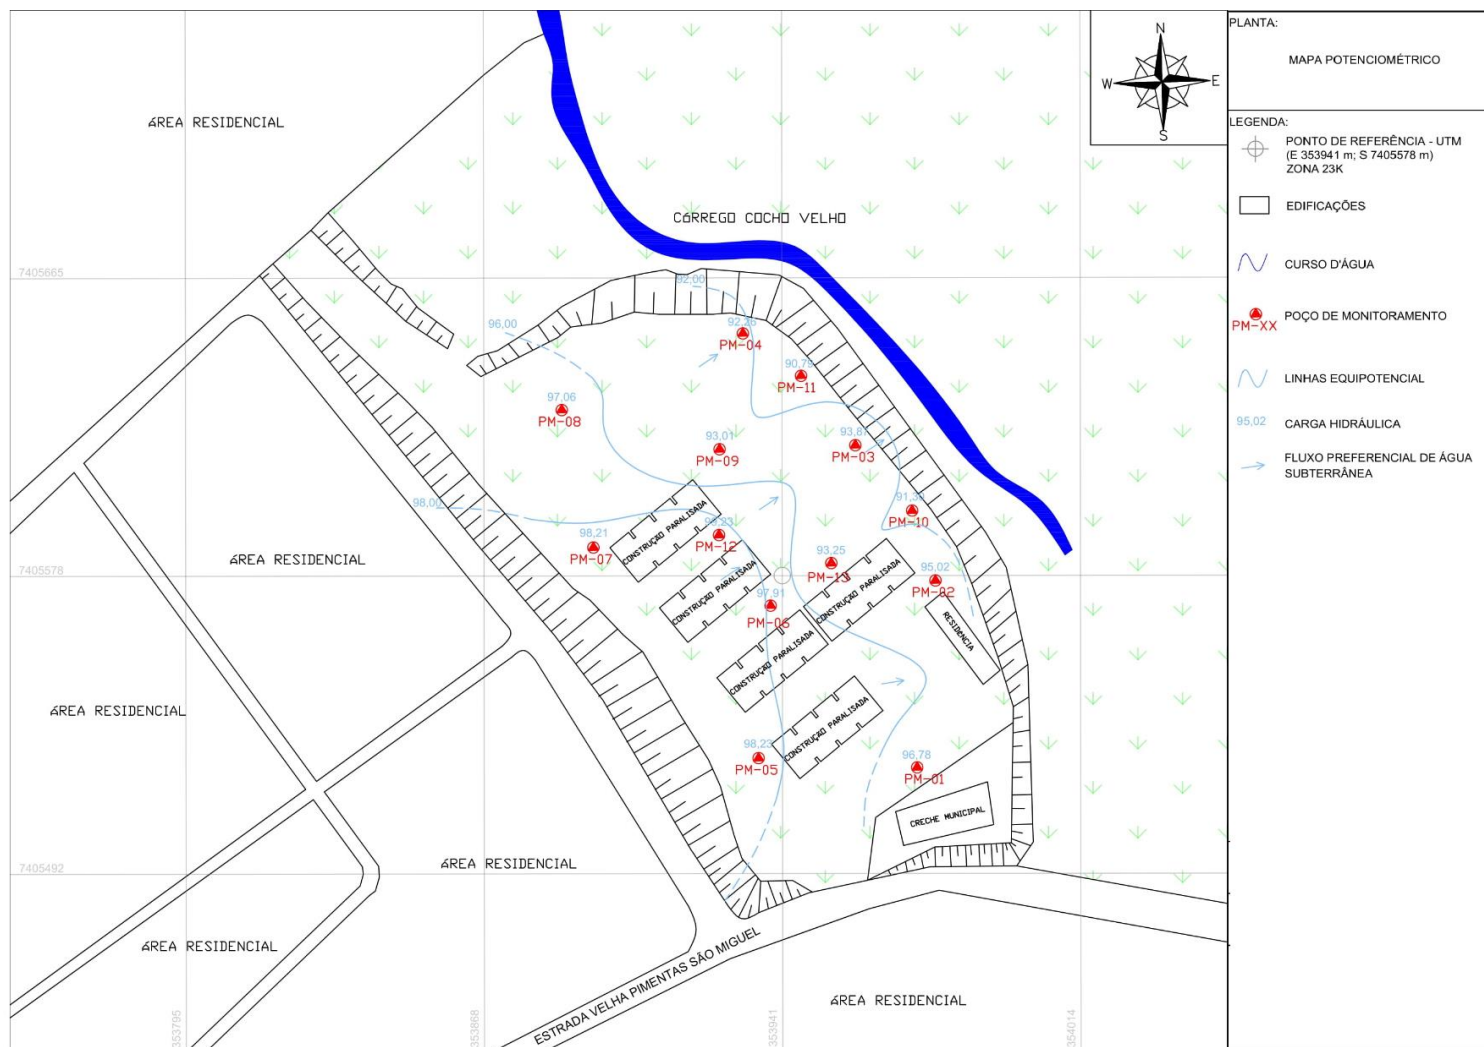 PLANTA:
MAPA POTENCIOMÉTRICO
LEGENDA:
PONTO DE REFERÊNCIA - UTM
(E 353941 m; S 7405578 m)
ZONA 23K
EDIFICAÇÕES
CURSO D'ÁGUA
PM-XX
POÇO DE MONITORAMENTO
LINHAS EQUIPOTENCIAL
95,02
CARGA HIDRÁULICA
FLUXO PREFERENCIAL DE ÁGUA
SUBTERRÂNEA
N
W
E
S
ÁREA RESIDENCIAL
CÓRREGO COCHO VELHO
7405665
92,00
96,00
92,26
PM-04
90,79
PM-11
97,06
PM-08
93,01
PM-09
93,87
PM-03
98,00
91,39
PM-10
98,21
PM-07
CONSTRUÇÃO PARALISADA
PM-12
ÁREA RESIDENCIAL
7405578
CONSTRUÇÃO PARALISADA
93,25
PM-13
95,02
PM-02
97,91
PM-06
CONSTRUÇÃO PARALISADA
RESIDÊNCIA
CONSTRUÇÃO PARALISADA
ÁREA RESIDENCIAL
CONSTRUÇÃO PARALISADA
98,23
PM-05
96,78
PM-01
CRECHE MUNICIPAL
7405492
ÁREA RESIDENCIAL
ÁREA RESIDENCIAL
ESTRADA VELHA PIMENTAS SÃO MIGUEL
ÁREA RESIDENCIAL
353795
353868
353941
354014